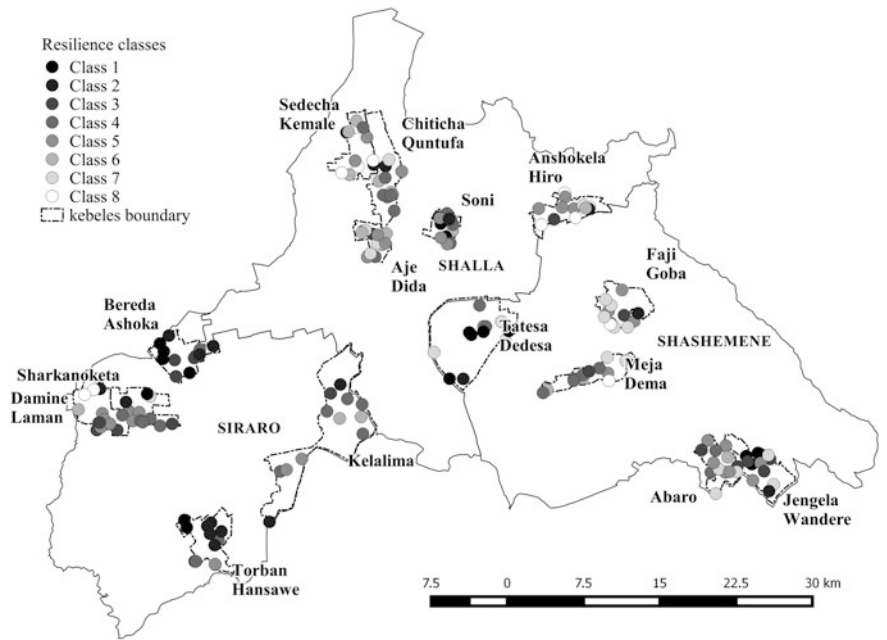 Resilience classes
Class 1
Class 2
Class 3
Class 4
Class 5
Class 6
Class 7
Class 8
kebeles boundary
Sedecha
Kemale
Chiticha
Quntufa
Anshokela
Hiro
Soni
Faji
Goba
Aje
Dida
SHALLA
Bereda
Ashoka
Tatesa
Dedesa
SHASHEMENE
Meja
Dema
Sharkanoketa
Damine
Laman
SIRARO
Kelalima
Abaro
Jengela
Wandere
Torban
Hansawe
7.5 0 7.5 15 22.5 30 km